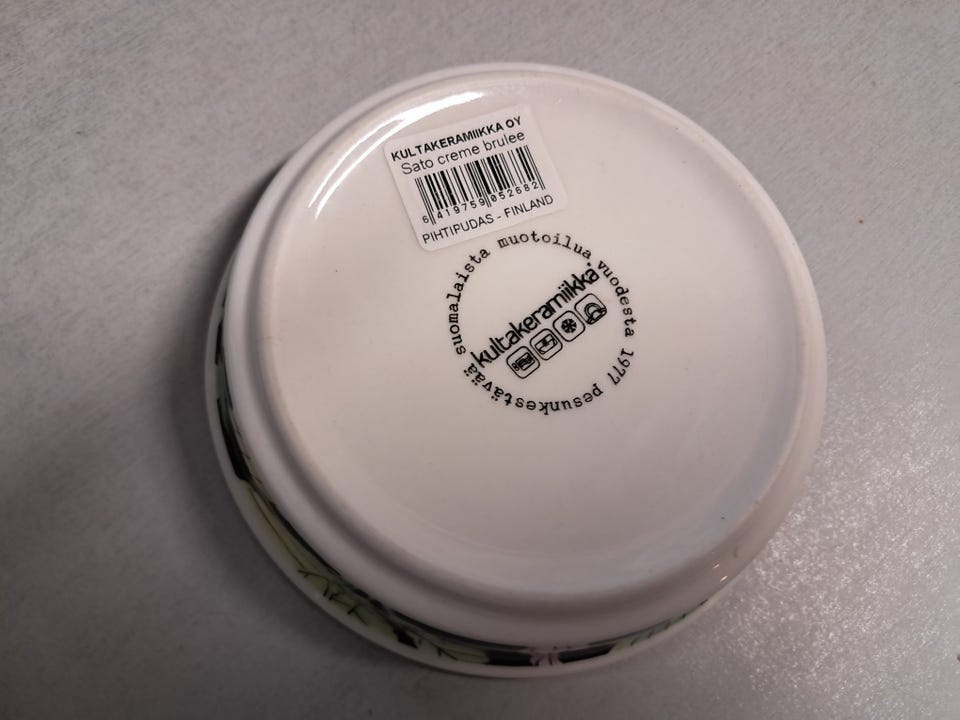 KULTAKERAMIIKKA OY
Sato creme brulee
6 419759 052682
PIHTIPUDAS - FINLAND
suomalaista muotoilua vuodesta 1977 pesunkestävää
kultakeramiikka